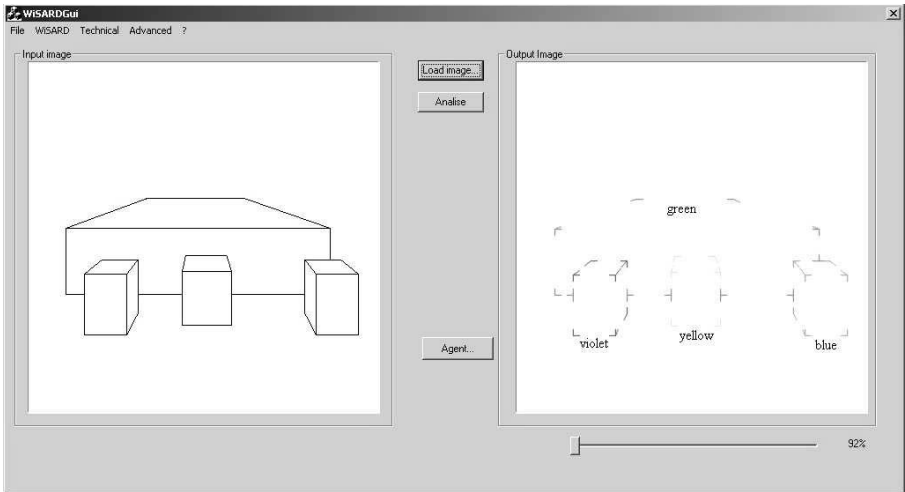 WiSARDGui
File WiSARD Technical Advanced ?
Input image
Load image...
Analise
Agent...
Output Image
green
violet
yellow
blue
92%